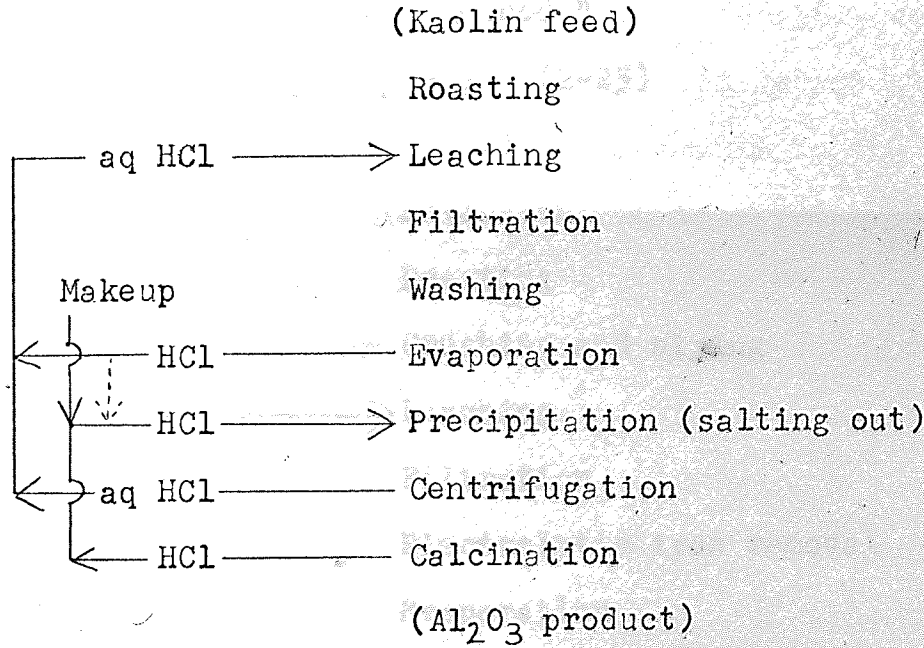 (Kaolin feed)
Roasting
aq HCl Leaching
Filtration
Makeup Washing
HCl Evaporation
HCl Precipitation (salting out)
aq HCl Centrifugation
HCl Calcination
(Al₂O₃ product)